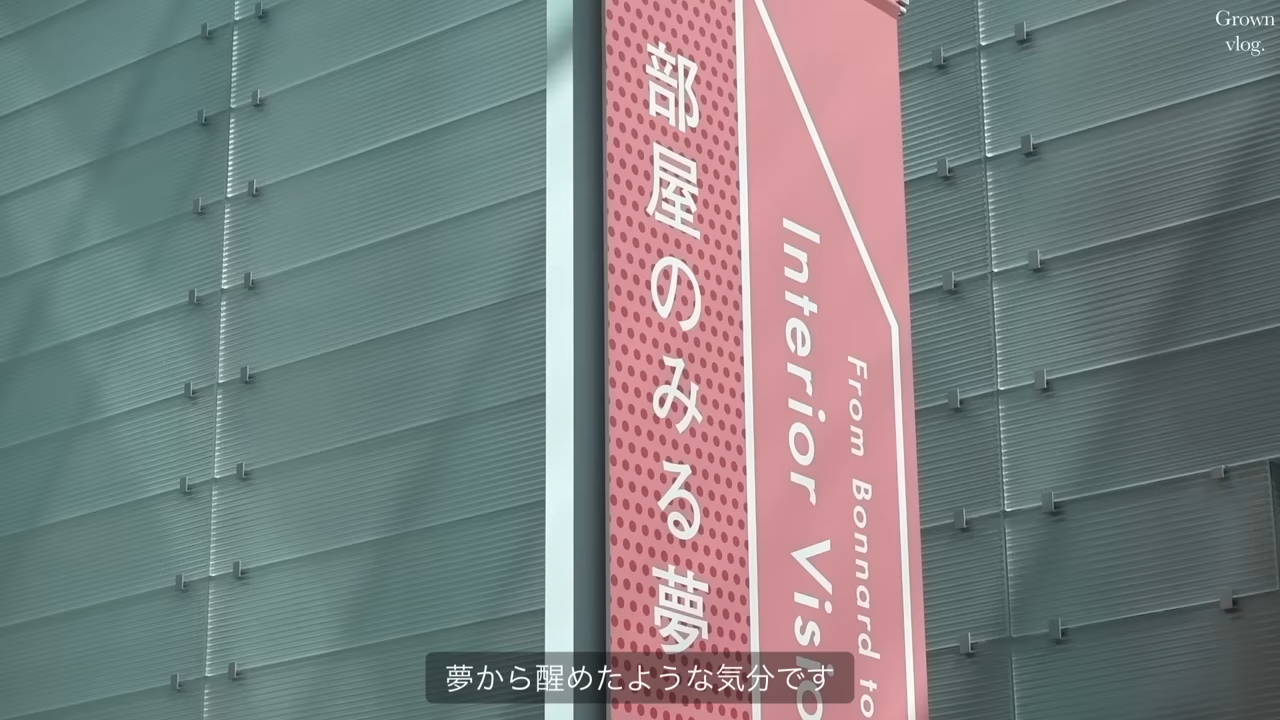 Grown
vlog.
部屋のみる夢
Interior Visio
From Bonnard to
夢から醒めたような気分です